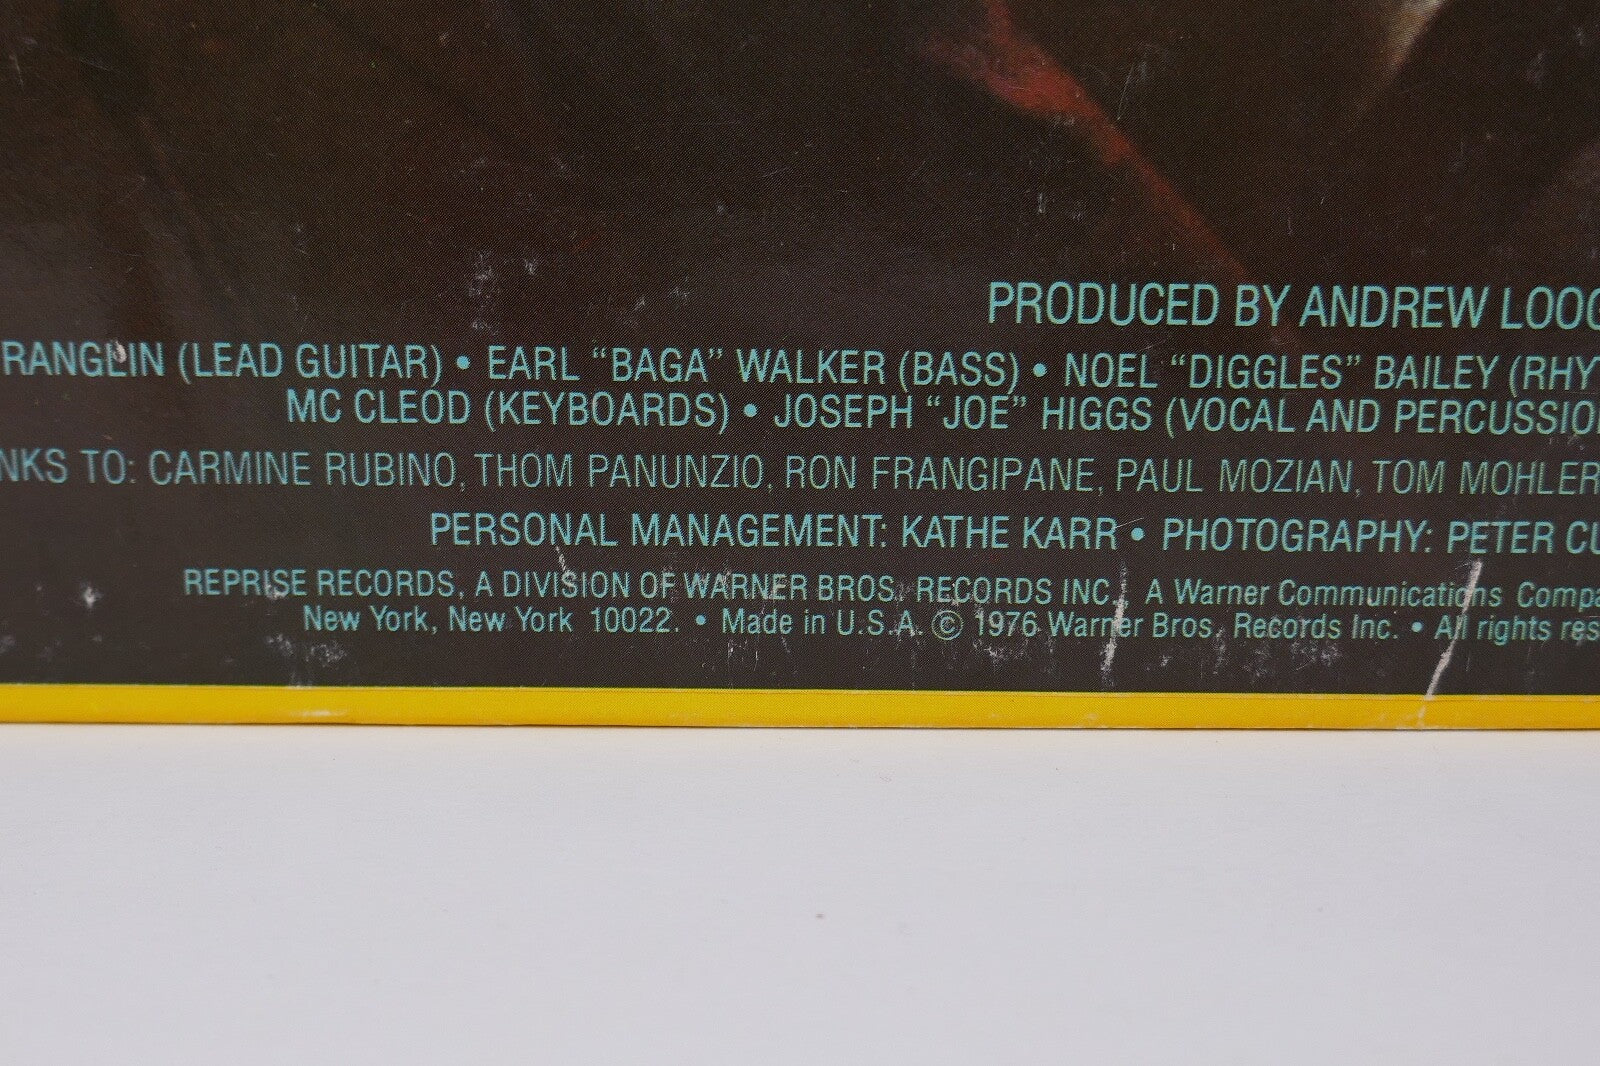 PRODUCED BY ANDREW LOOG
RANGLIN (LEAD GUITAR) • EARL “BAGA” WALKER (BASS) • NOEL “DIGGLES” BAILEY (RHYT
MC CLEOD (KEYBOARDS) • JOSEPH “JOE” HIGGS (VOCAL AND PERCUSSION
NKS TO: CARMINE RUBINO, THOM PANUNZIO, RON FRANGIPANE, PAUL MOZIAN, TOM MOHLER
PERSONAL MANAGEMENT: KATHE KARR • PHOTOGRAPHY: PETER CU
REPRISE RECORDS, A DIVISION OF WARNER BROS. RECORDS INC., A Warner Communications Compa
New York, New York 10022. • Made in U.S.A. © 1976 Warner Bros. Records Inc. • All rights res